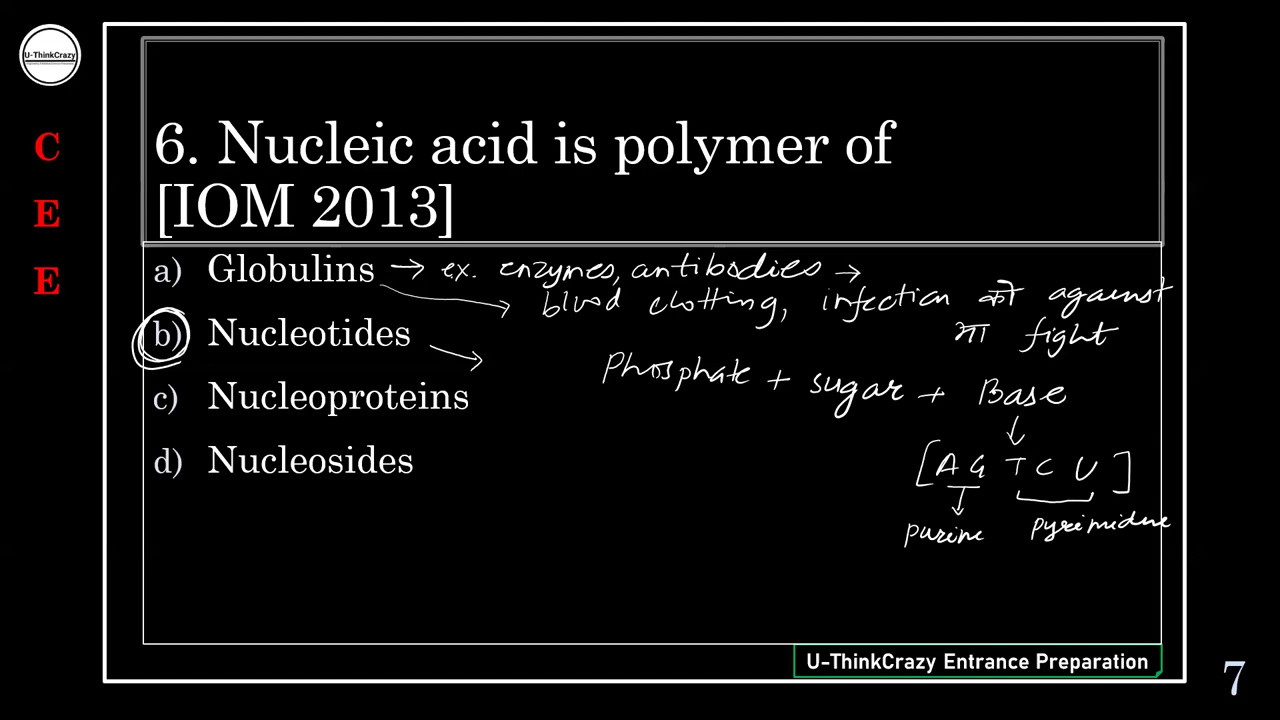 U-ThinkCrazy
C
E
E
6. Nucleic acid is polymer of
[IOM 2013]
a) Globulins → ex. enzymes, antibodies →
blood clotting, infection को against
मा fight
b) Nucleotides
Phosphate + sugar + Base
c) Nucleoproteins
d) Nucleosides
[A G T C U]
purine pyrimidine
U-ThinkCrazy Entrance Preparation
7